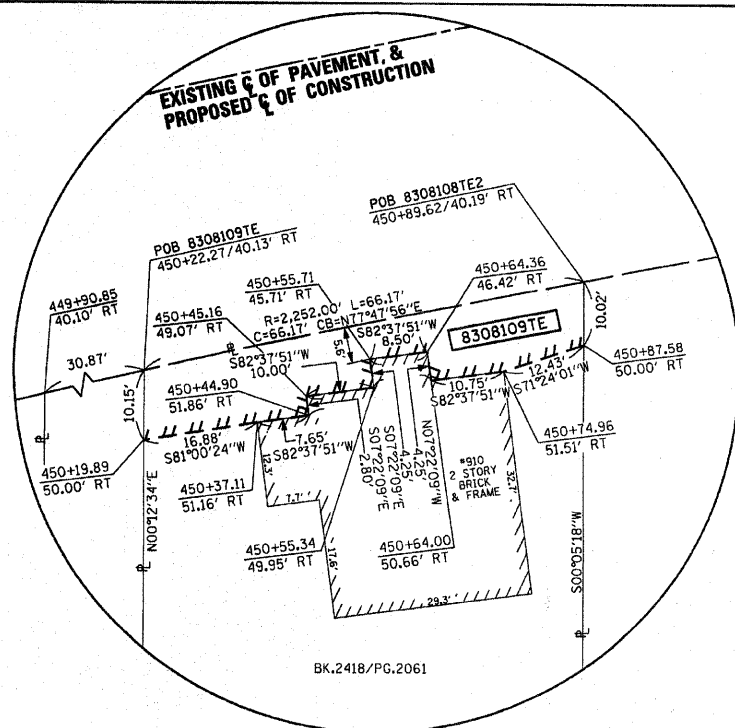 EXISTING ℄ OF PAVEMENT, &
PROPOSED ℄ OF CONSTRUCTION
POB 8308108TE2
450+89.62/40.19' RT
POB 8308109TE
450+22.27/40.13' RT
449+90.85
40.10' RT
450+55.71
45.71' RT
450+64.36
46.42' RT
450+45.16
49.07' RT
R=2,252.00' L=66.17'
C=66.17' CB=N77°47'56"E
S82°37'51"W
8.50'
8308109TE
10.02'
30.87'
5.6'
S82°37'51"W
10.00'
450+87.58
50.00' RT
10.15'
450+44.90
51.86' RT
10.75'
S82°37'51"W
12.43'
S71°24'01"W
16.88'
S81°00'24"W
7.65'
S82°37'51"W
450+74.96
51.51' RT
450+19.89
50.00' RT
450+37.11
51.16' RT
12.3'
7.7'
17.6'
S07°22'09"E
2.80'
S07°22'09"E
4.25'
N07°22'09"W
4.25'
#910
2 STORY
BRICK
& FRAME
32.7'
29.3'
450+55.34
49.95' RT
450+64.00
50.66' RT
N00°12'34"E
S00°05'18"W
BK.2418/PG.2061